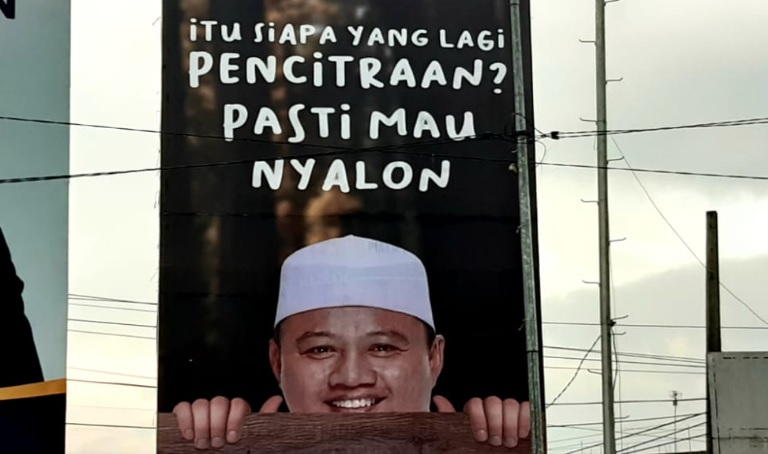 N
iTU SiAPA YANG LAGi
PENCiTRAAN?
PASTi MAU
NYALON